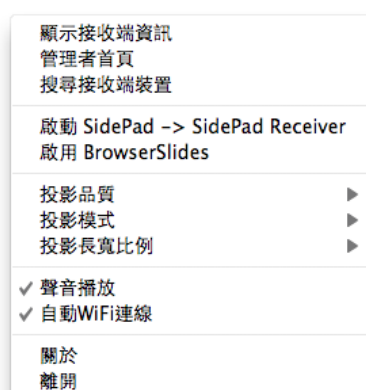 顯示接收端資訊
管理者首頁
搜尋接收端裝置
啟動 SidePad -> SidePad Receiver
啟用 BrowserSlides
投影品質
投影模式
投影長寬比例
聲音播放
自動WiFi連線
關於
離開